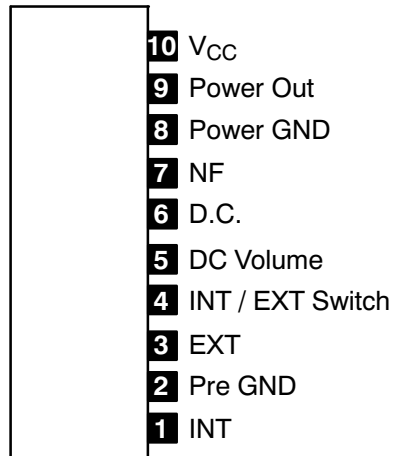 10 VCC
9 Power Out
8 Power GND
7 NF
6 D.C.
5 DC Volume
4 INT / EXT Switch
3 EXT
2 Pre GND
1 INT